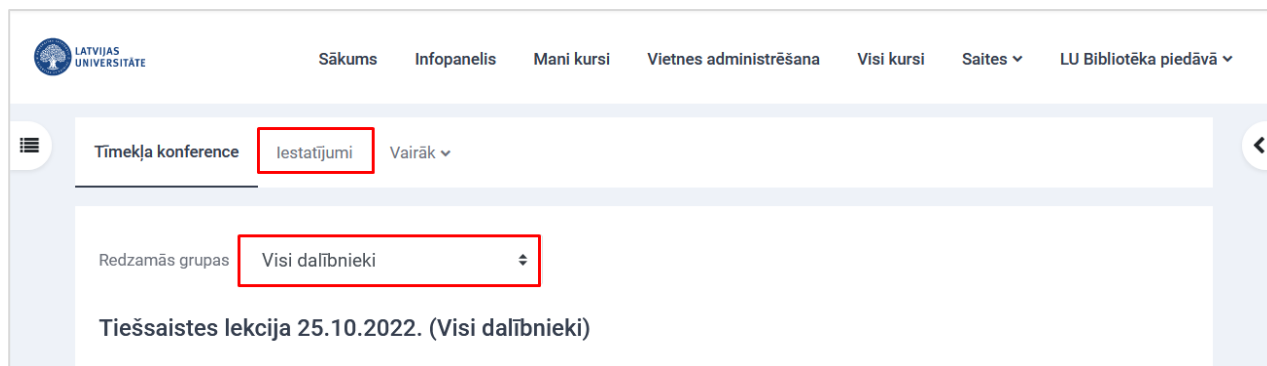 LATVIJAS
UNIVERSITĀTE
Sākums Infopanelis Mani kursi Vietnes administrēšana Visi kursi Saites LU Bibliotēka piedāvā
Tīmekļa konference Iestatījumi Vairāk
Redzamās grupas Visi dalībnieki
Tiešsaistes lekcija 25.10.2022. (Visi dalībnieki)